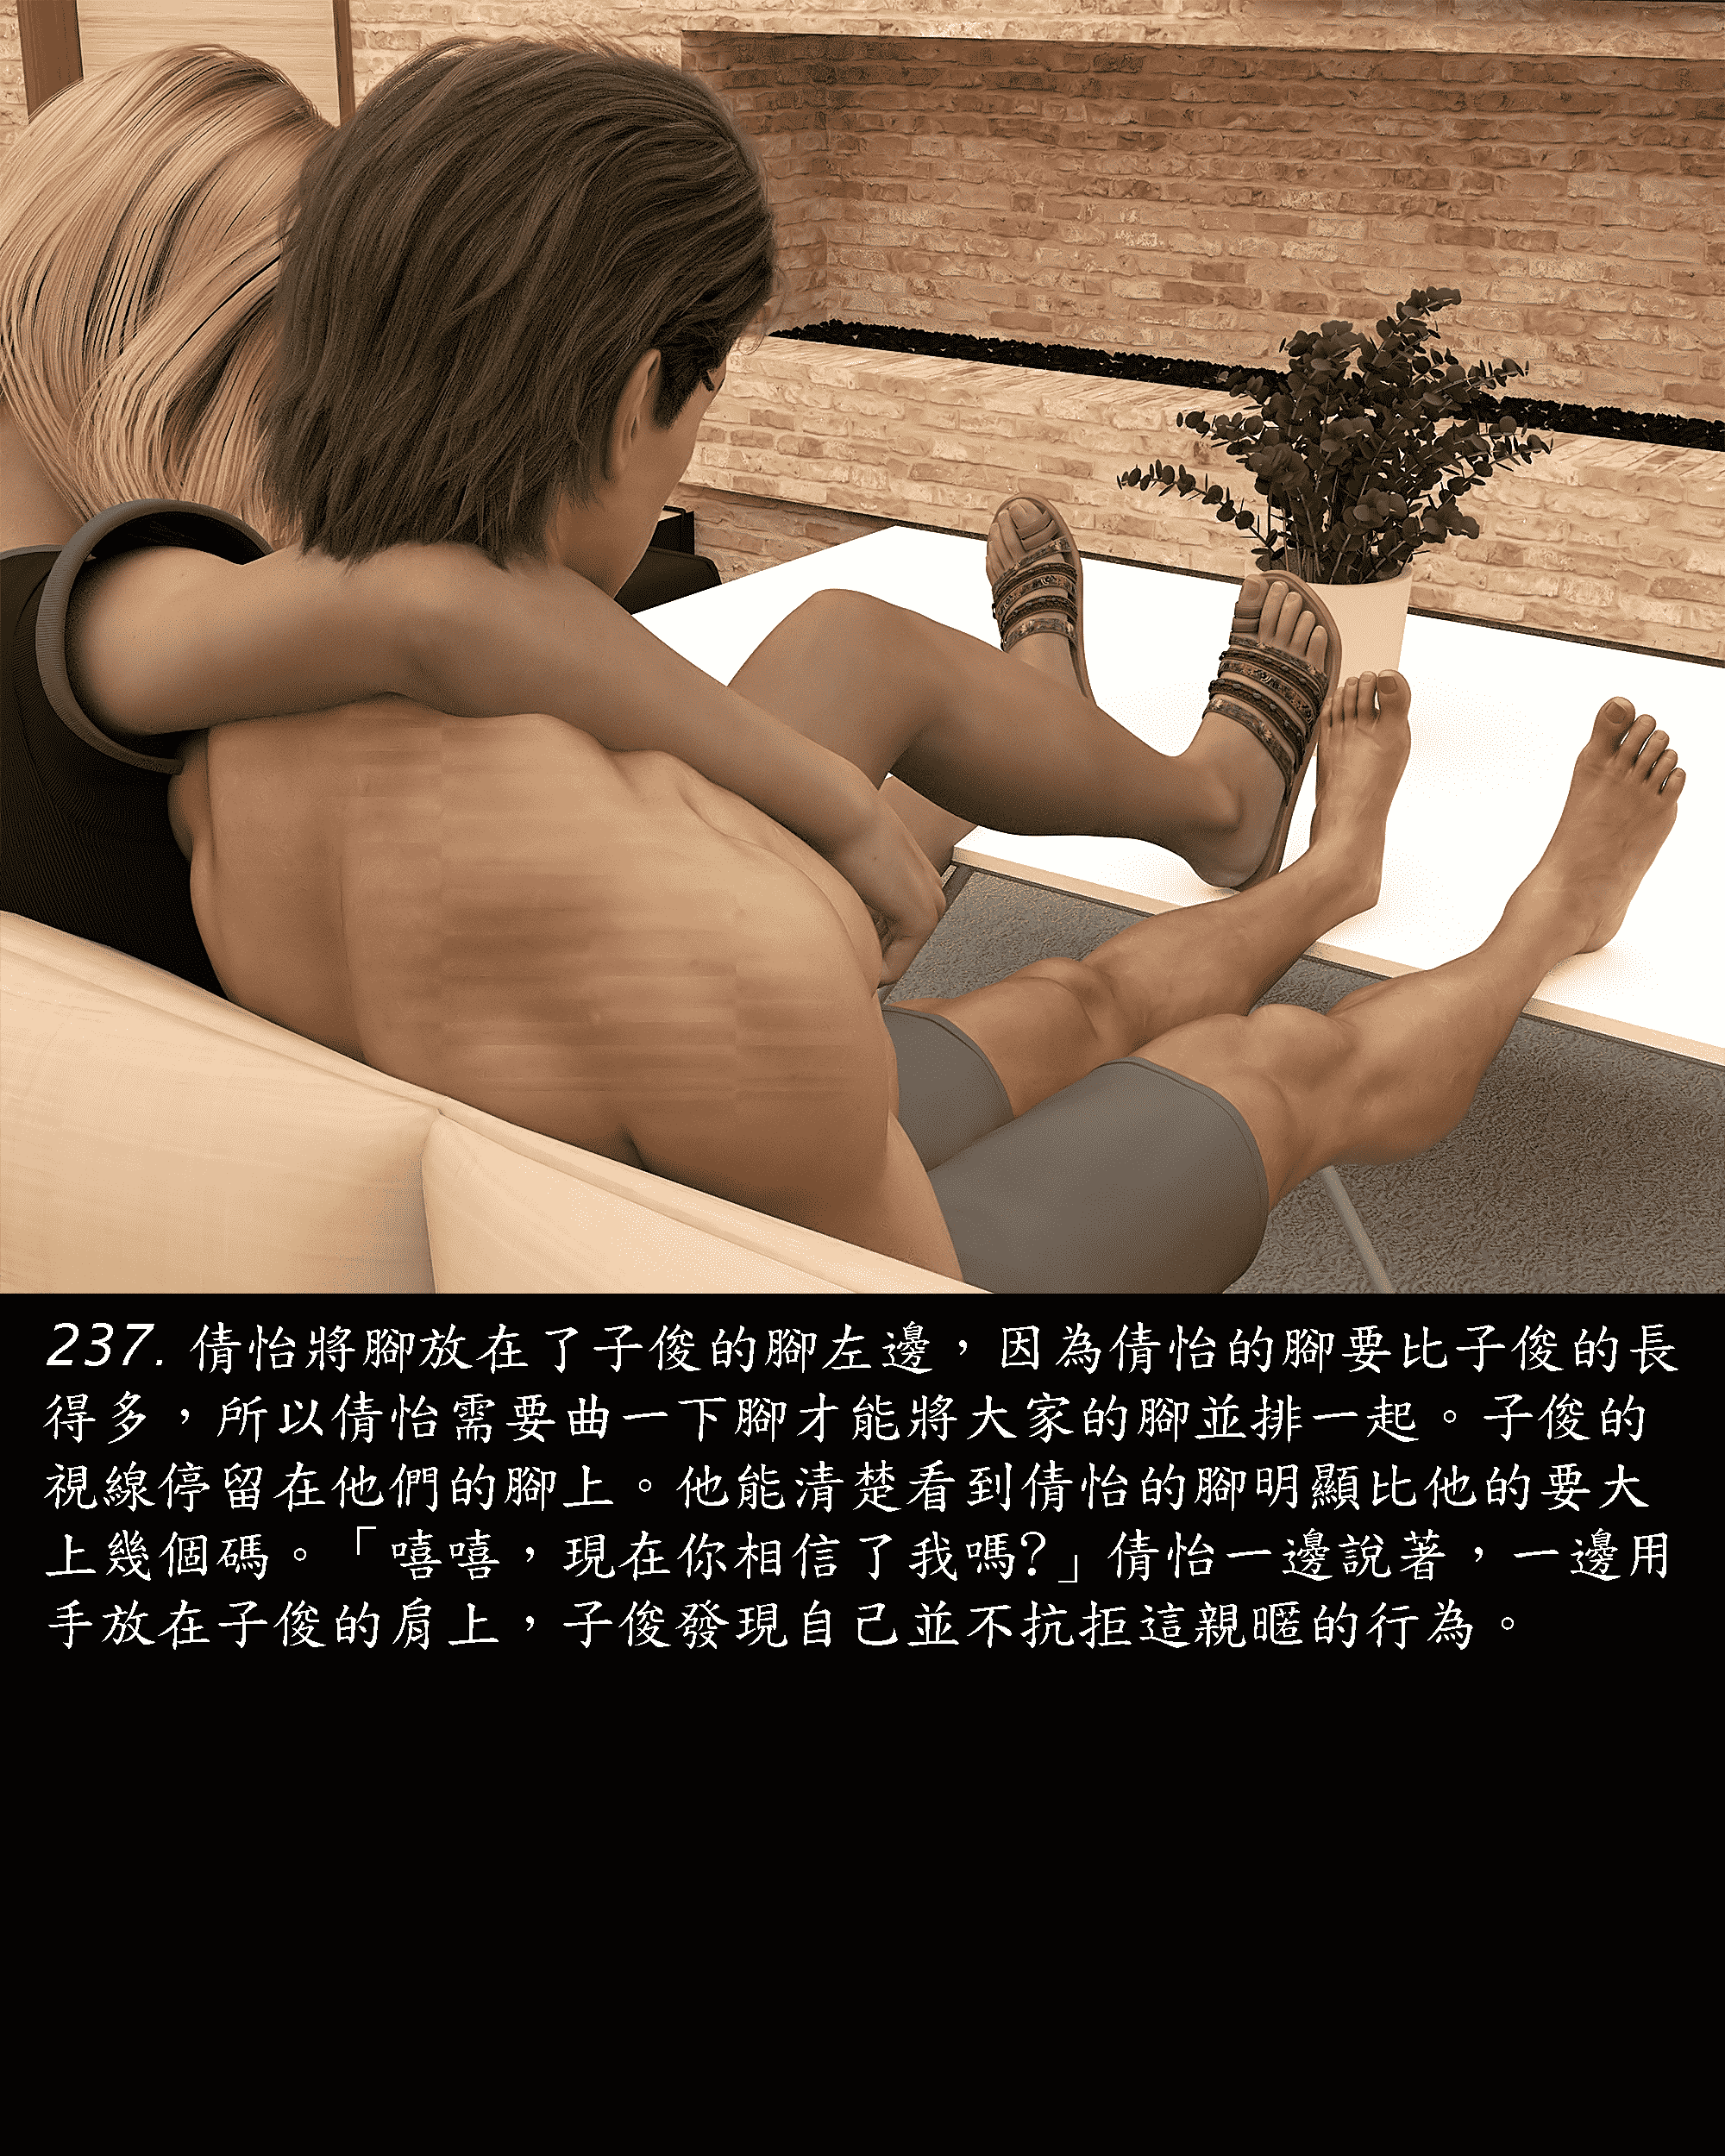 237. 倩怡將腳放在了子俊的腳左邊，因為倩怡的腳要比子俊的長
得多，所以倩怡需要曲一下腳才能將大家的腳並排一起。子俊的
視線停留在他們的腳上。他能清楚看到倩怡的腳明顯比他的要大
上幾個碼。「嘻嘻，現在你相信了我嗎?」倩怡一邊說著，一邊用
手放在子俊的肩上，子俊發現自己並不抗拒這親暱的行為。